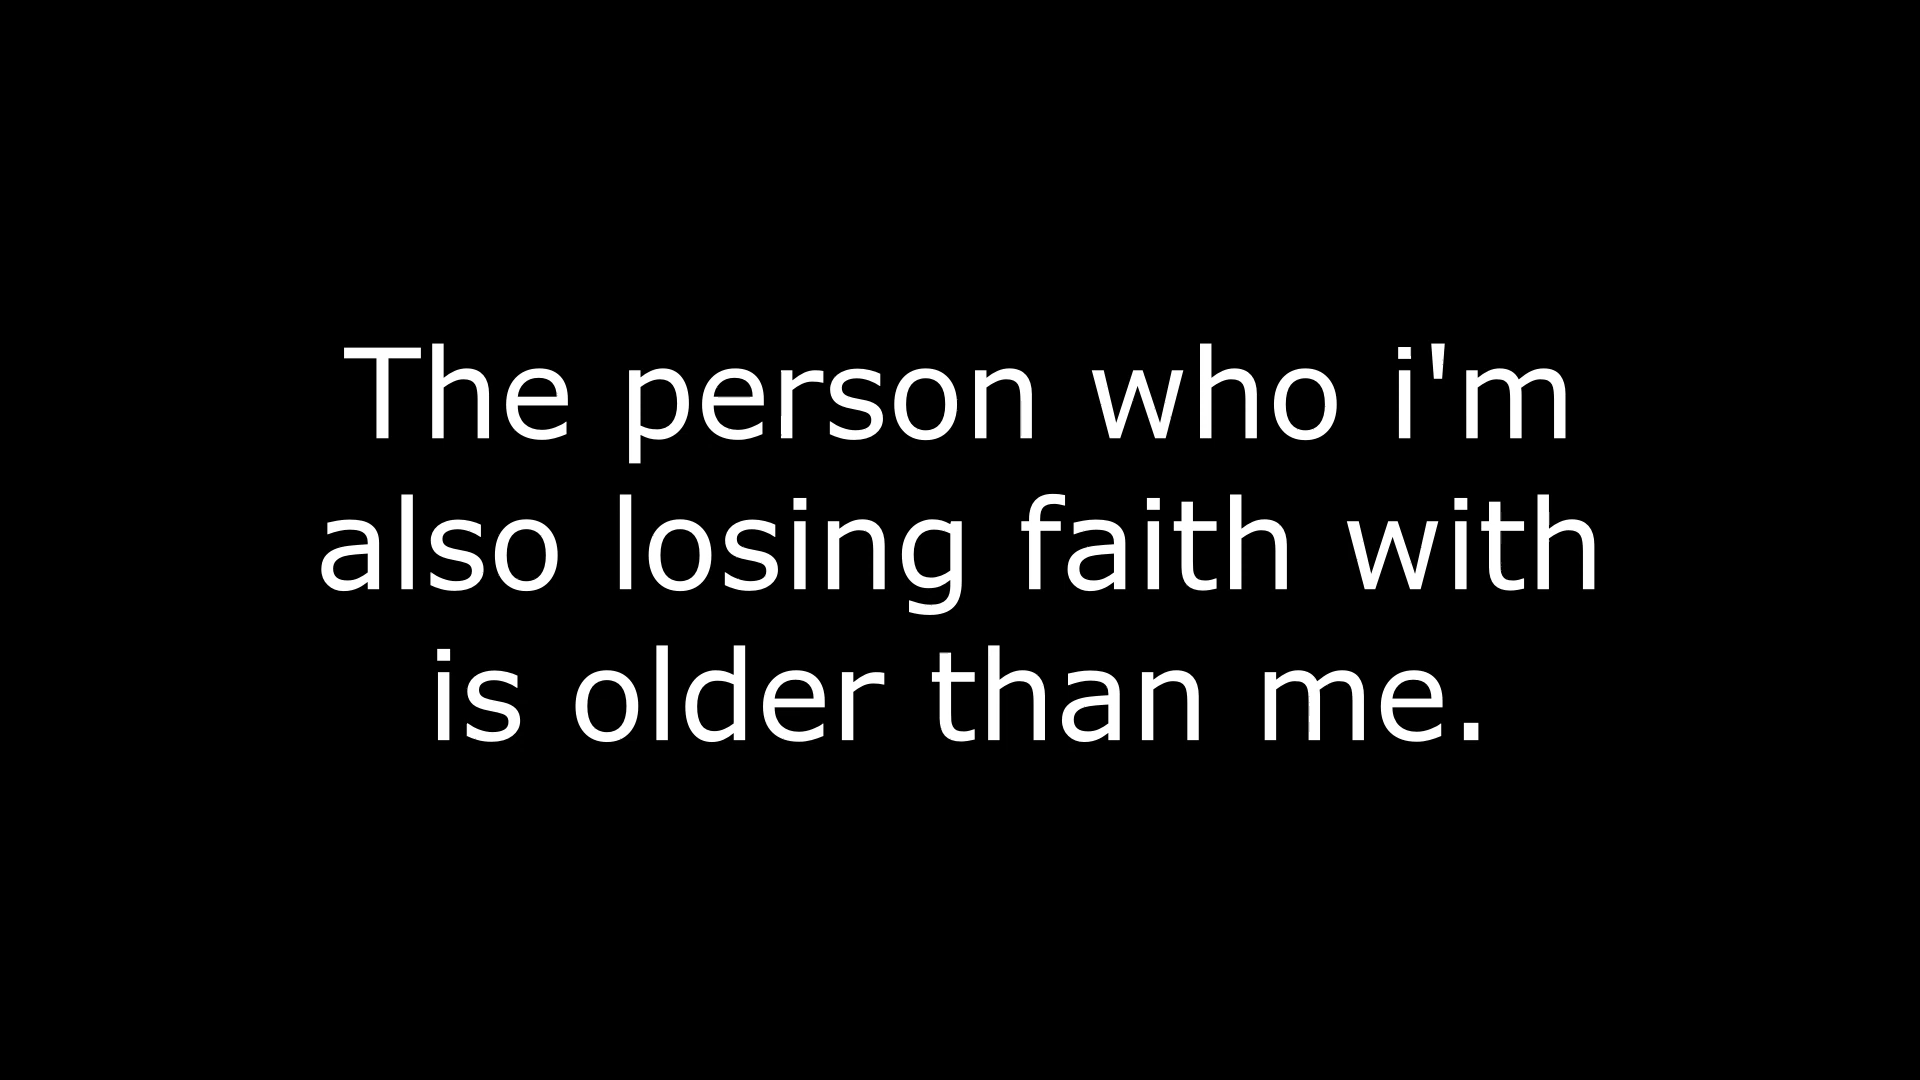 The person who i'm
also losing faith with
is older than me.